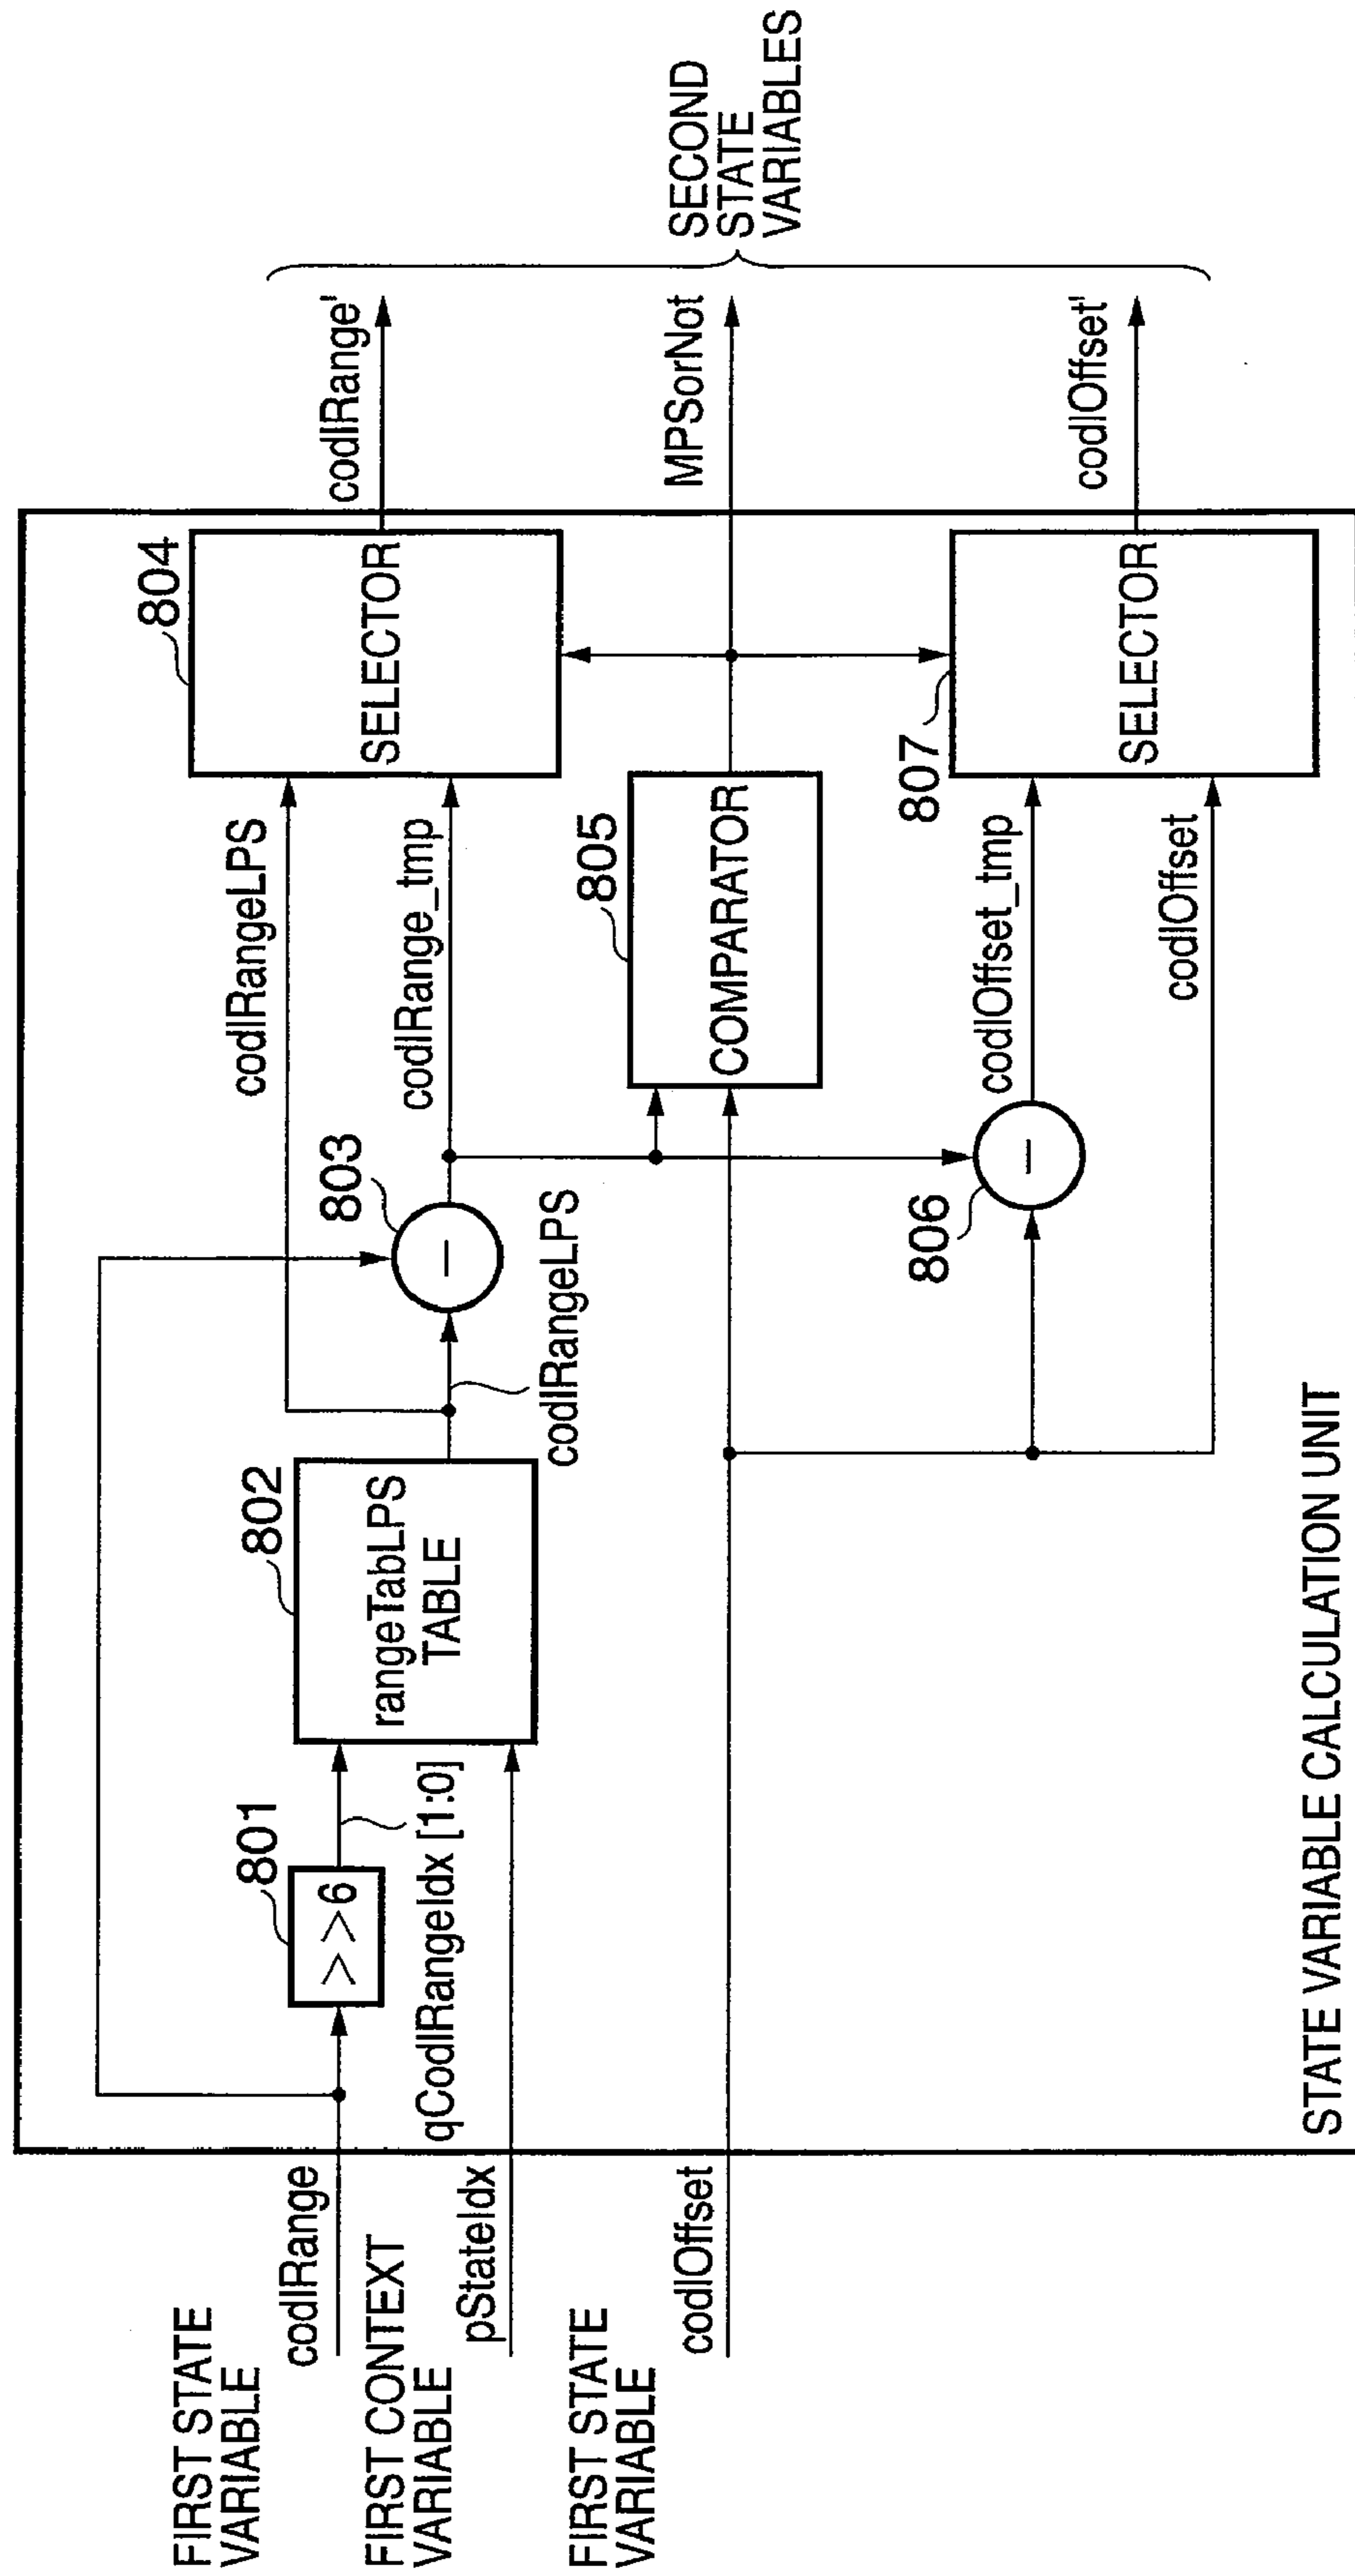 FIRST STATE
VARIABLE
codIRange
FIRST CONTEXT
VARIABLE
pStateIdx
FIRST STATE
VARIABLE
codIOffset
801
>>6
qCodIRangeIdx [1:0]
802
rangeTabLPS
TABLE
codIRangeLPS
803
–
codIRangeLPS
codIRange_tmp
804
SELECTOR
805
COMPARATOR
806
–
codIOffset_tmp
codIOffset
807
SELECTOR
codIRange'
MPSorNot
codIOffset'
SECOND
STATE
VARIABLES
STATE VARIABLE CALCULATION UNIT